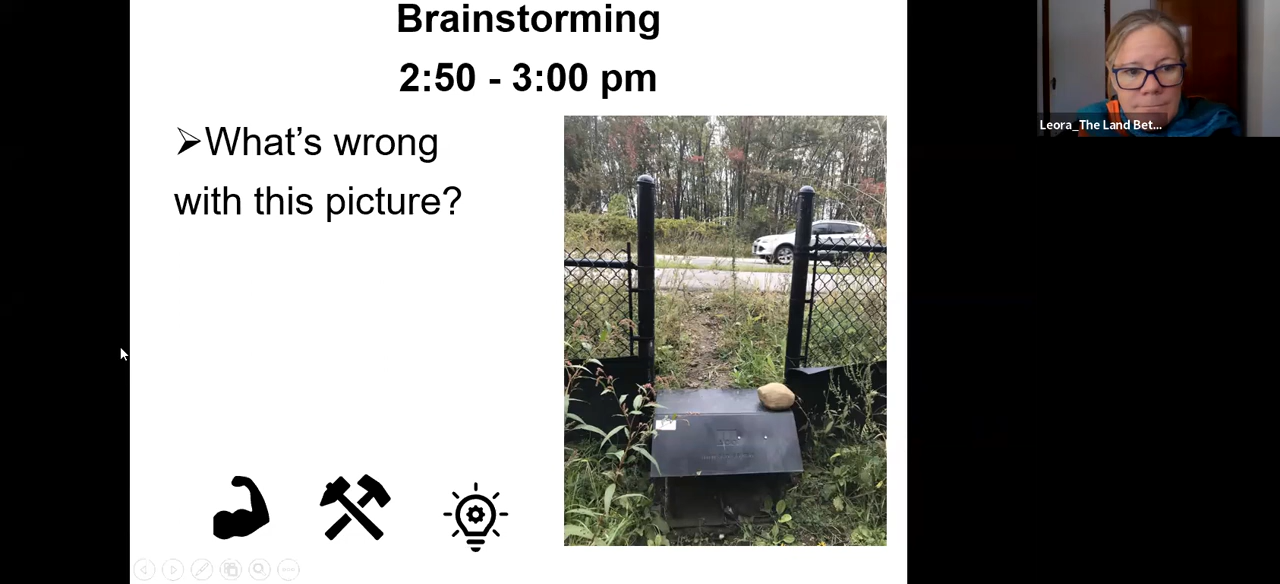 Brainstorming
2:50 - 3:00 pm
➢What’s wrong
with this picture?
Leora_The Land Bet...